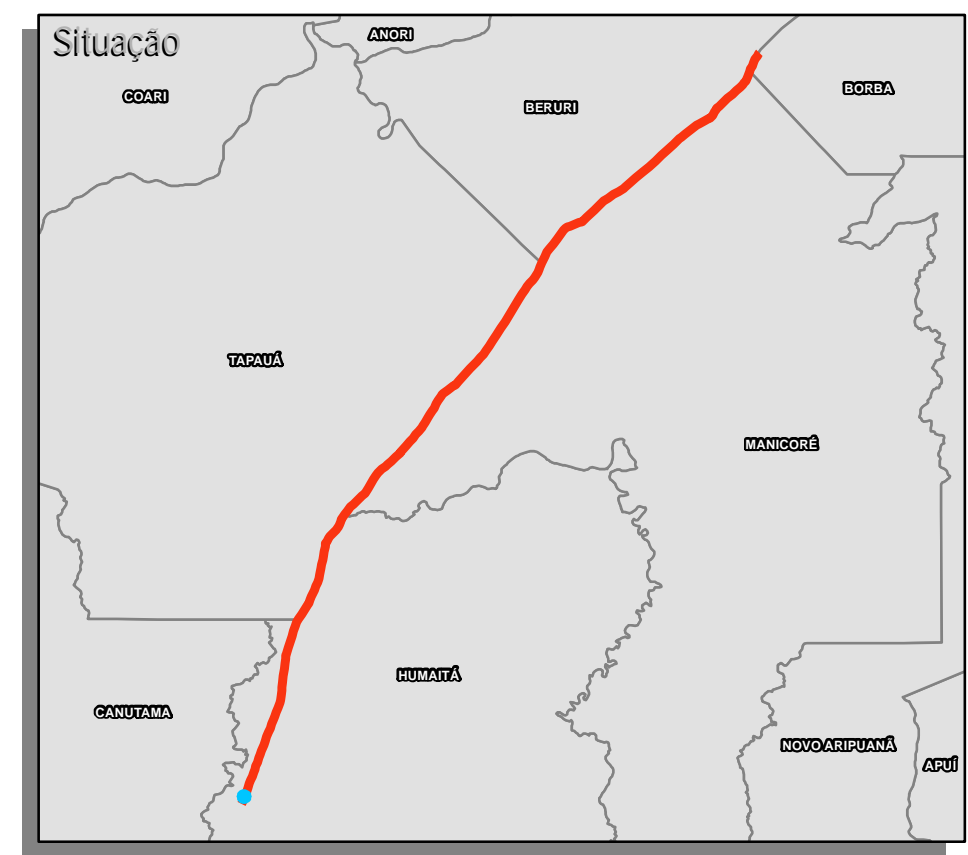 Situação
ANORI
COARI
BERURI
BORBA
TAPAUÁ
MANICORÉ
HUMAITÁ
CANUTAMA
NOVO ARIPUANÃ
APUÍ